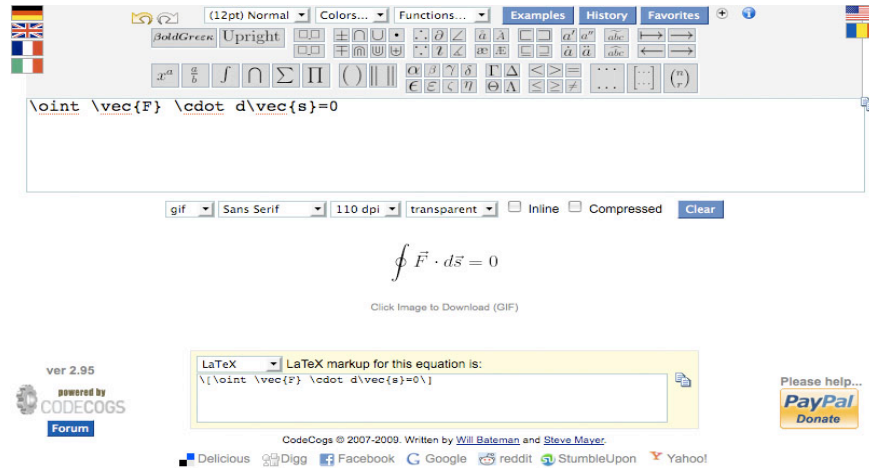 (12pt) Normal Colors... Functions... Examples History Favorites
BoldGreen Upright
\oint \vec{F} \cdot d\vec{s}=0
gif Sans Serif 110 dpi transparent Inline Compressed Clear
∮ F⃗ · ds⃗ = 0
Click Image to Download (GIF)
LaTeX LaTeX markup for this equation is:
\[\oint \vec{F} \cdot d\vec{s}=0\]
ver 2.95
powered by
CODECOGS
Forum
Please help...
PayPal
Donate
CodeCogs © 2007-2009. Written by Will Bateman and Steve Mayer.
Delicious Digg Facebook Google reddit StumbleUpon Yahoo!